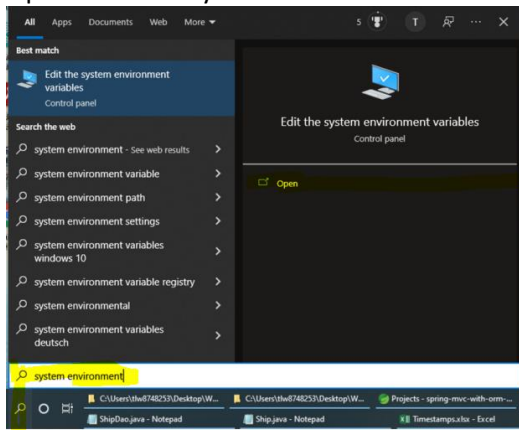 All Apps Documents Web More 5 T ...
Best match
Edit the system environment
variables
Control panel
Search the web
system environment - See web results
system environment variable
system environment path
system environment settings
system environment variables
windows 10
system environment variable registry
system environmental
system environment variables
deutsch
Edit the system environment variables
Control panel
Open
system environment
C:\Users\tlw8748253\Desktop\W... C:\Users\tlw8748253\Desktop\W... Projects - spring-mvc-with-orm-...
ShipDao.java - Notepad Ship.java - Notepad Timestamps.xlsx - Excel